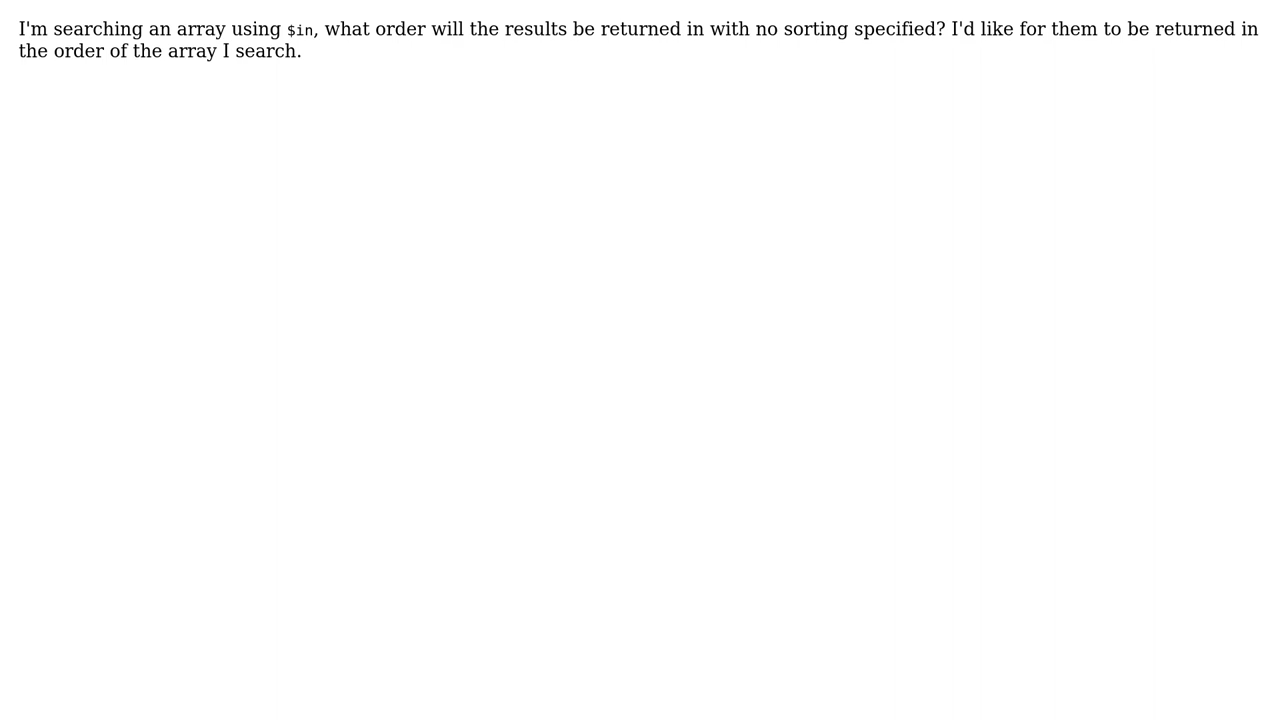 I'm searching an array using $in, what order will the results be returned in with no sorting specified? I'd like for them to be returned in
the order of the array I search.